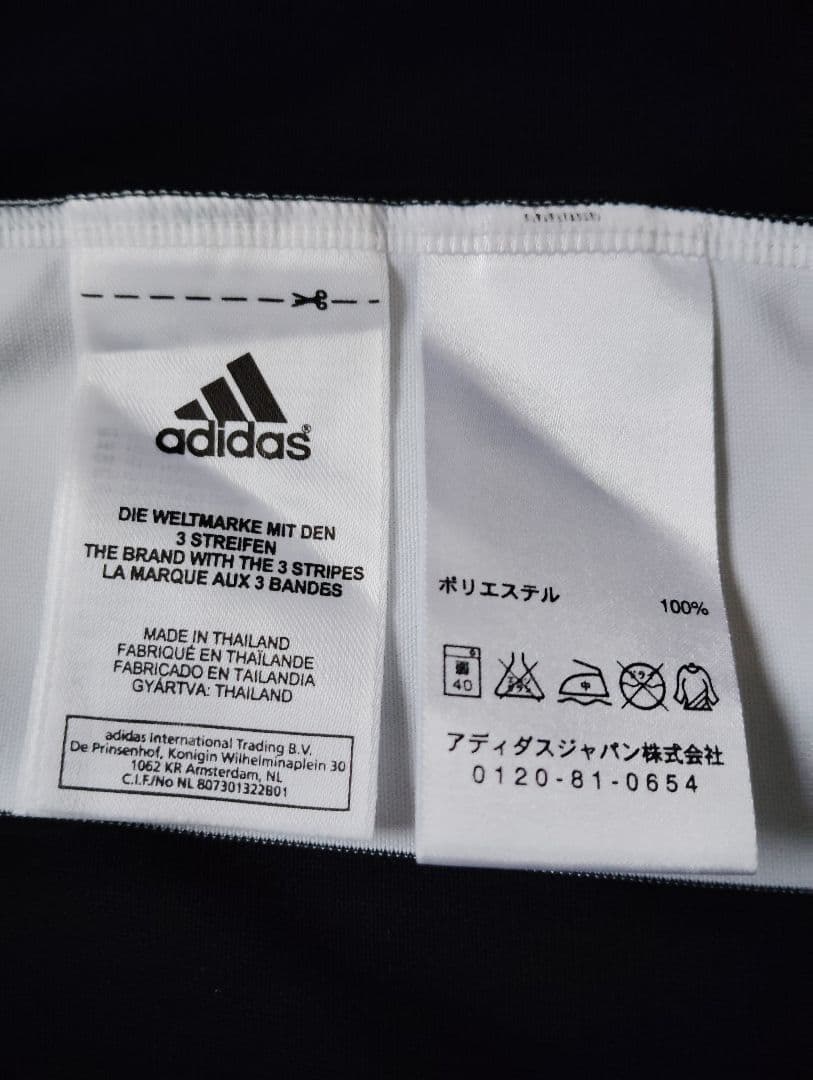 adidas®
DIE WELTMARKE MIT DEN
3 STREIFEN
THE BRAND WITH THE 3 STRIPES
LA MARQUE AUX 3 BANDES
MADE IN THAILAND
FABRIQUÉ EN THAÏLANDE
FABRICADO EN TAILANDIA
GYÁRTVA: THAILAND
adidas International Trading B.V.
De Prinsenhof, Konigin Wilhelminaplein 30
1062 KR Amsterdam, NL
C.I.F./No NL 807301322B01
ポリエステル 100%
40 中
アディダスジャパン株式会社
0120-81-0654